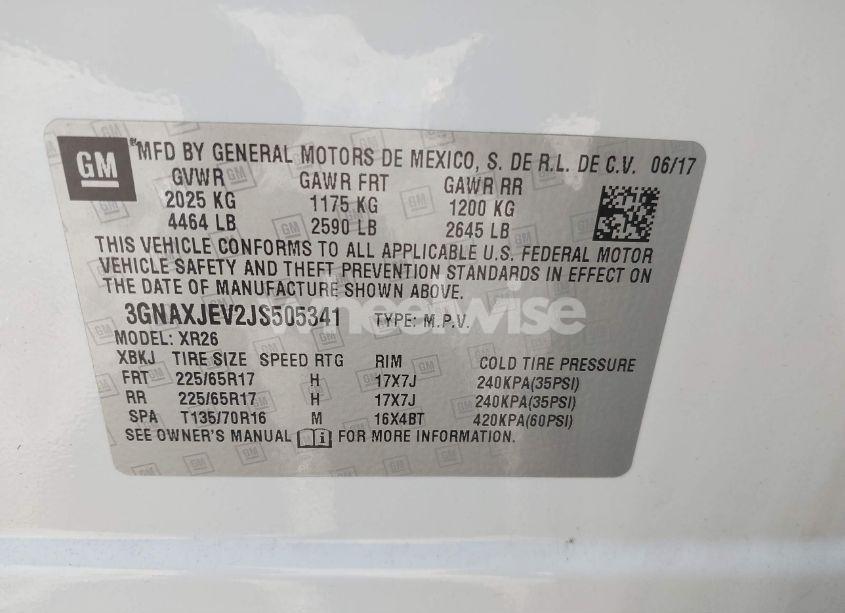 GM
MFD BY GENERAL MOTORS DE MEXICO, S. DE R.L. DE C.V. 06/17
GVWR GAWR FRT GAWR RR
2025 KG 1175 KG 1200 KG
4464 LB 2590 LB 2645 LB
THIS VEHICLE CONFORMS TO ALL APPLICABLE U.S. FEDERAL MOTOR
VEHICLE SAFETY AND THEFT PREVENTION STANDARDS IN EFFECT ON
THE DATE OF MANUFACTURE SHOWN ABOVE.
3GNAXJEV2JS505341 TYPE: M.P.V.
wheelwise
MODEL: XR26
XBKJ TIRE SIZE SPEED RTG RIM COLD TIRE PRESSURE
FRT 225/65R17 H 17X7J 240KPA(35PSI)
RR 225/65R17 H 17X7J 240KPA(35PSI)
SPA T135/70R16 M 16X4BT 420KPA(60PSI)
SEE OWNER'S MANUAL i FOR MORE INFORMATION.